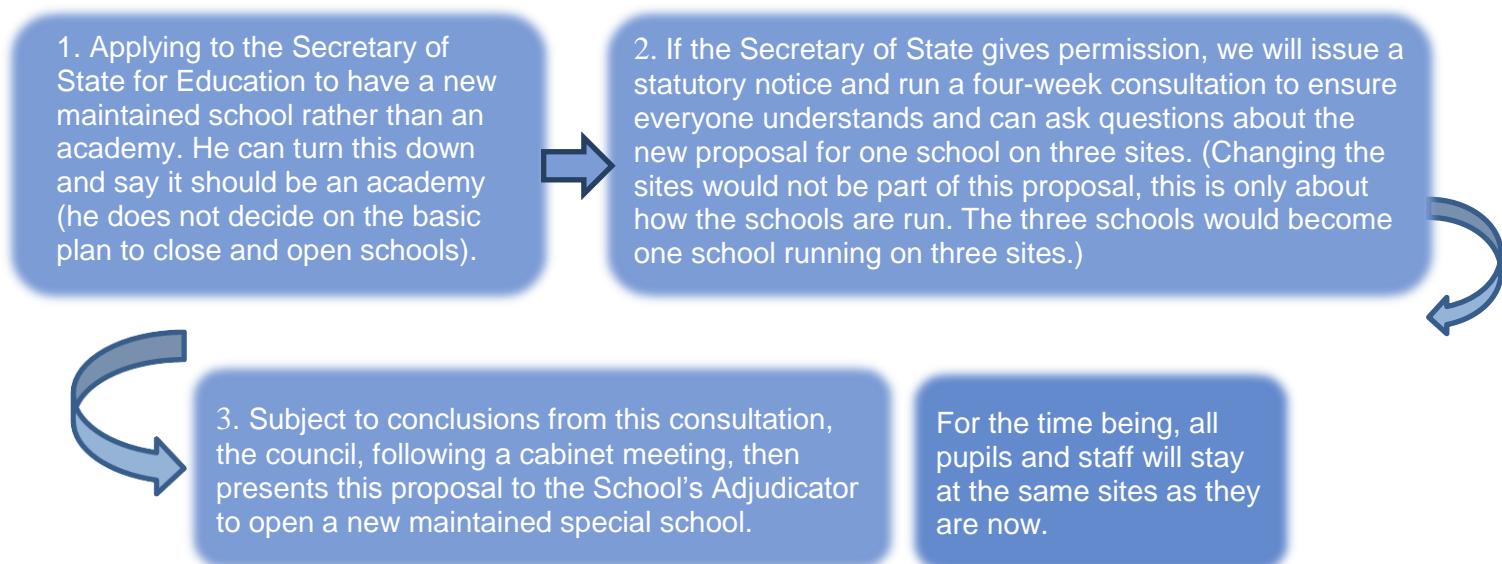 1. Applying to the Secretary of
State for Education to have a new
maintained school rather than an
academy. He can turn this down
and say it should be an academy
(he does not decide on the basic
plan to close and open schools).
2. If the Secretary of State gives permission, we will issue a
statutory notice and run a four-week consultation to ensure
everyone understands and can ask questions about the
new proposal for one school on three sites. (Changing the
sites would not be part of this proposal, this is only about
how the schools are run. The three schools would become
one school running on three sites.)
3. Subject to conclusions from this consultation,
the council, following a cabinet meeting, then
presents this proposal to the School's Adjudicator
to open a new maintained special school.
For the time being, all
pupils and staff will stay
at the same sites as they
are now.